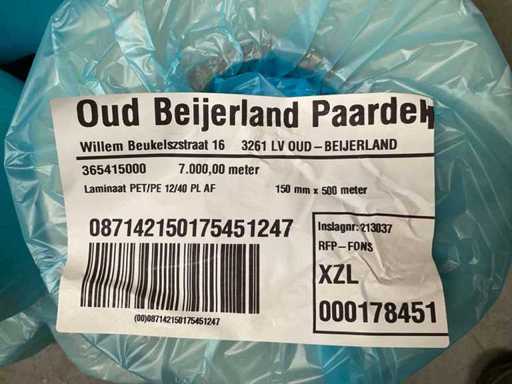 Oud Beijerland Paardek
Willem Beukelszstraat 16 3261 LV OUD-BEIJERLAND
365415000 7.000,00 meter
Laminaat PET/PE 12/40 PL AF 150 mm x 500 meter
087142150175451247
(00)087142150175451247
Inslagnr: 213037
RFP-FONS
XZL
000178451